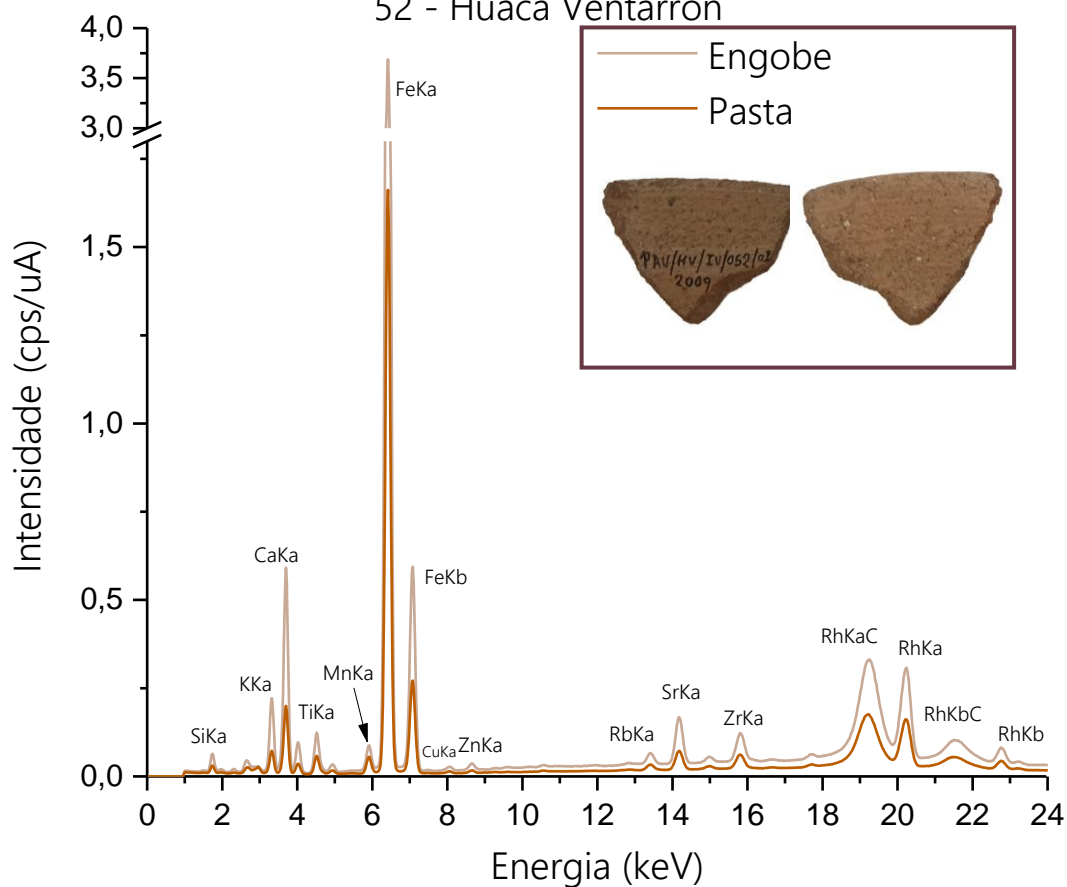 52 - Huaca Ventarron
Engobe
Pasta
PAV/HV/IV/052/02
2009
Intensidade (cps/uA)
4,0
3,5
3,0
1,5
1,0
0,5
0,0
FeKa
CaKa
FeKb
KKa
MnKa
TiKa
SiKa
CuKa
ZnKa
RbKa
SrKa
ZrKa
RhKaC
RhKa
RhKbC
RhKb
0 2 4 6 8 10 12 14 16 18 20 22 24
Energia (keV)